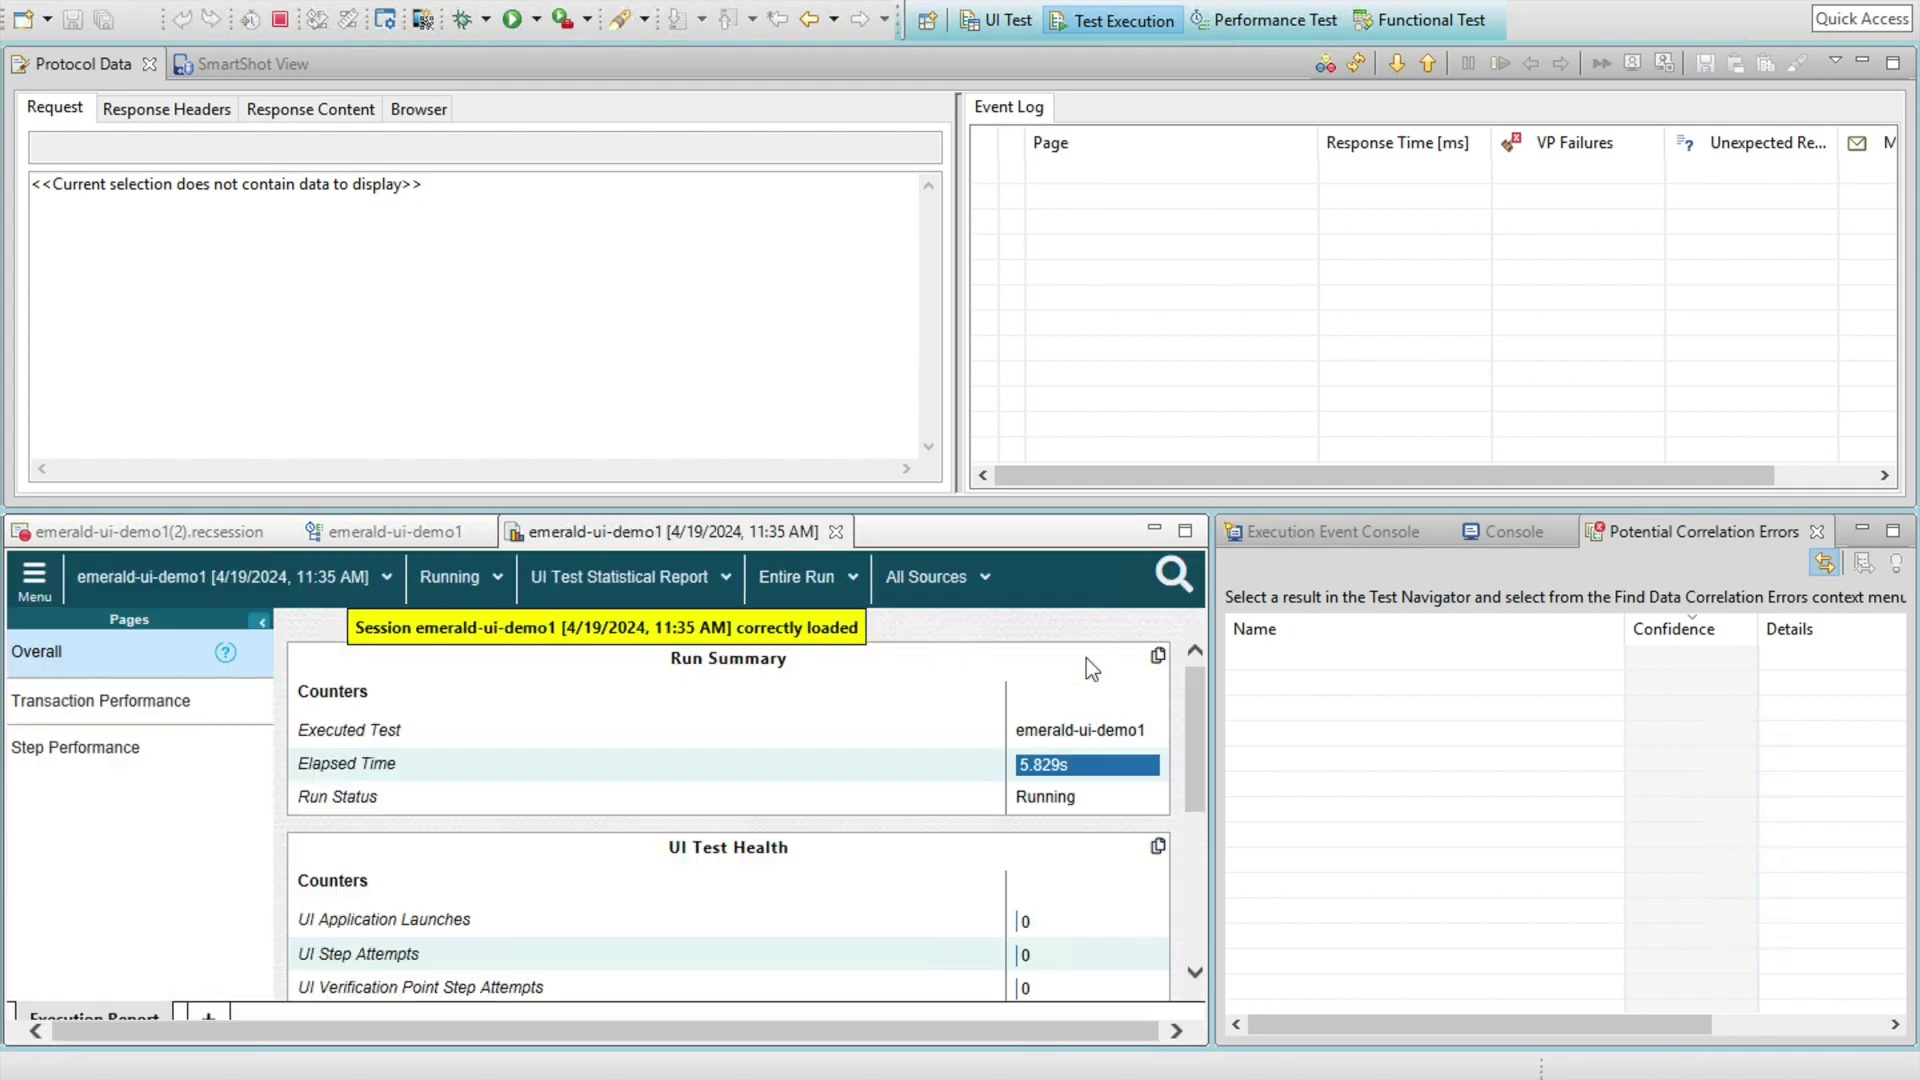 UI Test
Test Execution
Performance Test
Functional Test
Quick Access
Protocol Data
SmartShot View
Request
Response Headers
Response Content
Browser
<<Current selection does not contain data to display>>
Event Log
Page
Response Time [ms]
VP Failures
Unexpected Re...
M
emerald-ui-demo1(2).recsession
emerald-ui-demo1
emerald-ui-demo1 [4/19/2024, 11:35 AM]
Menu
emerald-ui-demo1 [4/19/2024, 11:35 AM]
Running
UI Test Statistical Report
Entire Run
All Sources
Pages
Session emerald-ui-demo1 [4/19/2024, 11:35 AM] correctly loaded
Overall
Transaction Performance
Step Performance
Run Summary
Counters
Executed Test
emerald-ui-demo1
Elapsed Time
5.829s
Run Status
Running
UI Test Health
Counters
UI Application Launches
0
UI Step Attempts
0
UI Verification Point Step Attempts
0
Execution Report
+
Execution Event Console
Console
Potential Correlation Errors
Select a result in the Test Navigator and select from the Find Data Correlation Errors context menu
Name
Confidence
Details